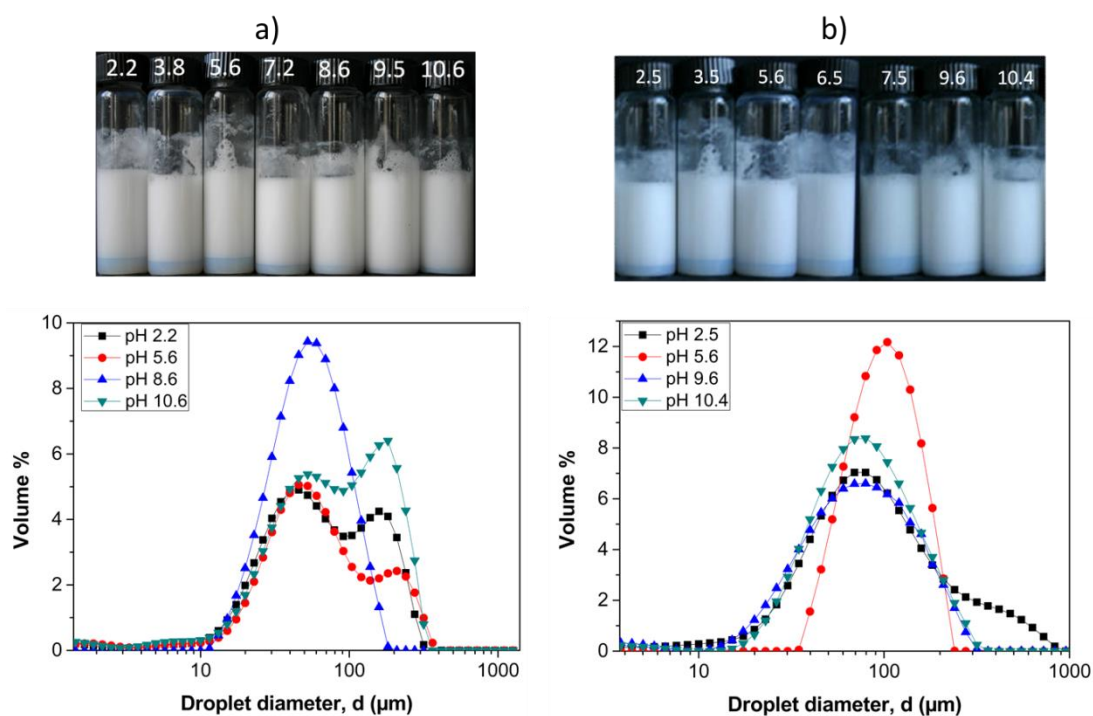 a)
b)
2.2 3.8 5.6 7.2 8.6 9.5 10.6
2.5 3.5 5.6 6.5 7.5 9.6 10.4
10
8
6
4
2
0
Volume %
pH 2.2
pH 5.6
pH 8.6
pH 10.6
10 100 1000
Droplet diameter, d (µm)
12
10
8
6
4
2
0
Volume %
pH 2.5
pH 5.6
pH 9.6
pH 10.4
10 100 1000
Droplet diameter, d (µm)